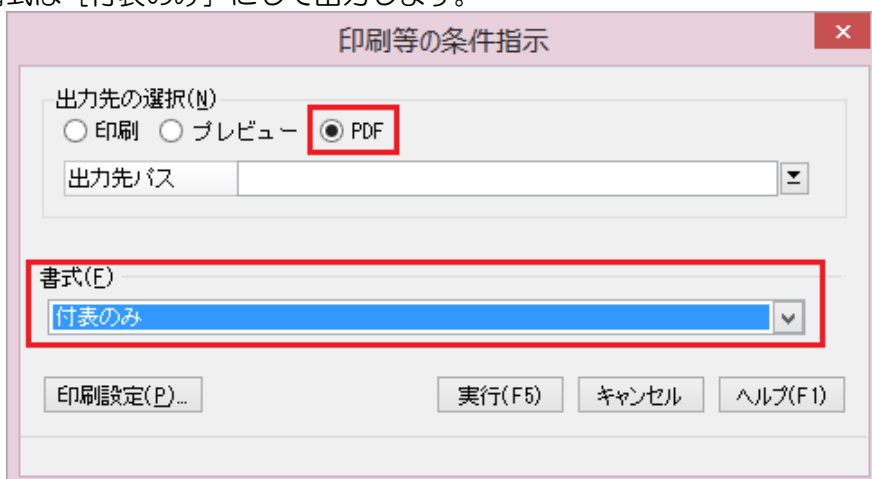 式は［付表のみ］にして出力します。
印刷等の条件指示
出力先の選択(N)
印刷 プレビュー PDF
出力先パス
書式(F)
付表のみ
印刷設定(P)... 実行(F5) キャンセル ヘルプ(F1)